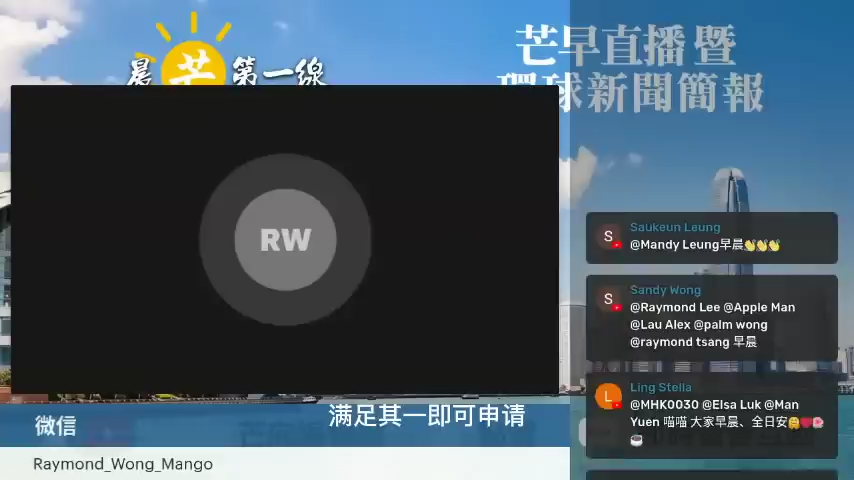 晨芒第一線
芒早直播暨
環球新聞簡報
RW
Saukeun Leung
S
@Mandy Leung早晨👏👏👏
Sandy Wong
S
@Raymond Lee @Apple Man
@Lau Alex @palm wong
@raymond tsang 早晨
Ling Stella
L
@MHK0030 @Elsa Luk @Man
Yuen 喵喵 大家早晨、全日安🤗❤️🌸
☕
满足其一即可申请
微信
Raymond_Wong_Mango